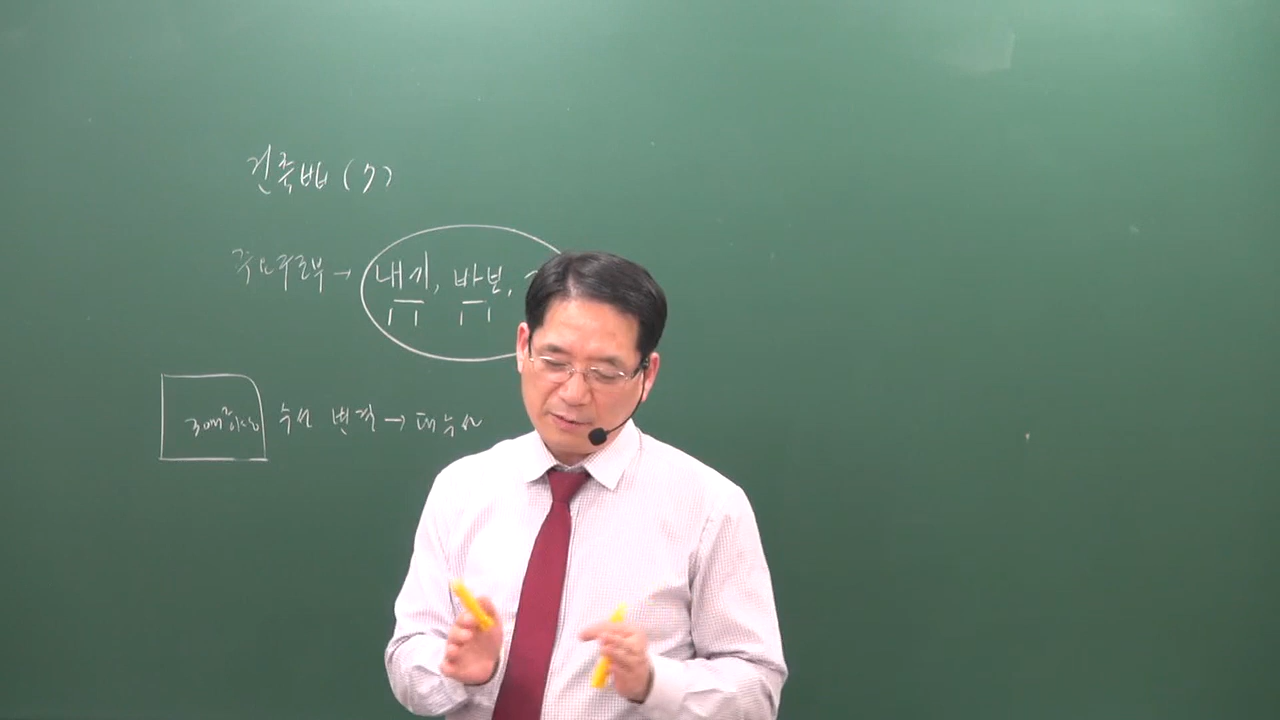 건축법 (7)
주요구조부 → 내기, 바보,
30m² 이상 수선 변경 → 대수선